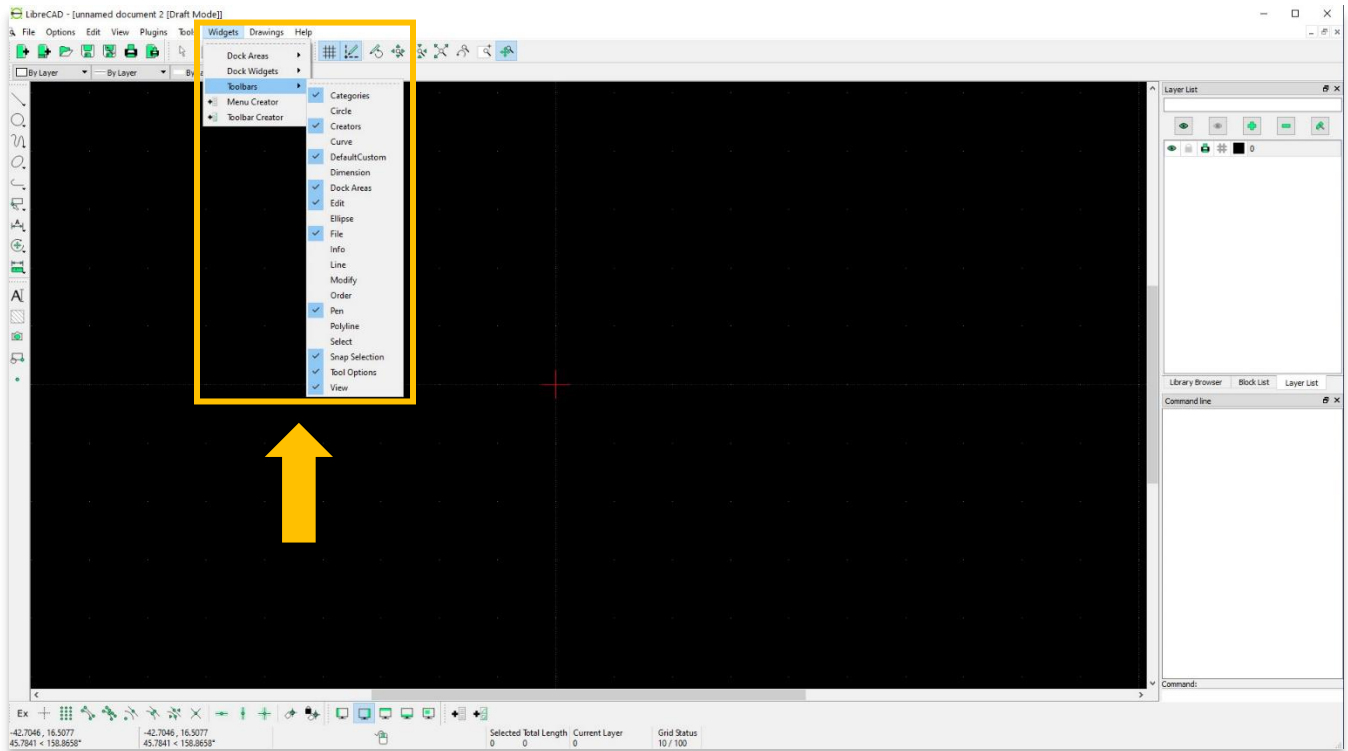 LibreCAD - [unnamed document 2 [Draft Mode]]
File Options Edit View Plugins Widgets Drawings Help
By Layer
By Layer
Dock Areas
Dock Widgets
Toolbars
Menu Creator
Toolbar Creator
Categories
Circle
Creators
Curve
DefaultCustom
Dimension
Dock Areas
Edit
Ellipse
File
Info
Line
Modify
Order
Pen
Polyline
Select
Snap Selection
Tool Options
View
Layer List
0
Library Browser Block List Layer List
Command line
Command:
Ex
-42.7046 , 16.5077
45.7841 < 158.8658°
-42.7046 , 16.5077
45.7841 < 158.8658°
Selected Total Length Current Layer Grid Status
0 0 0 10 / 100